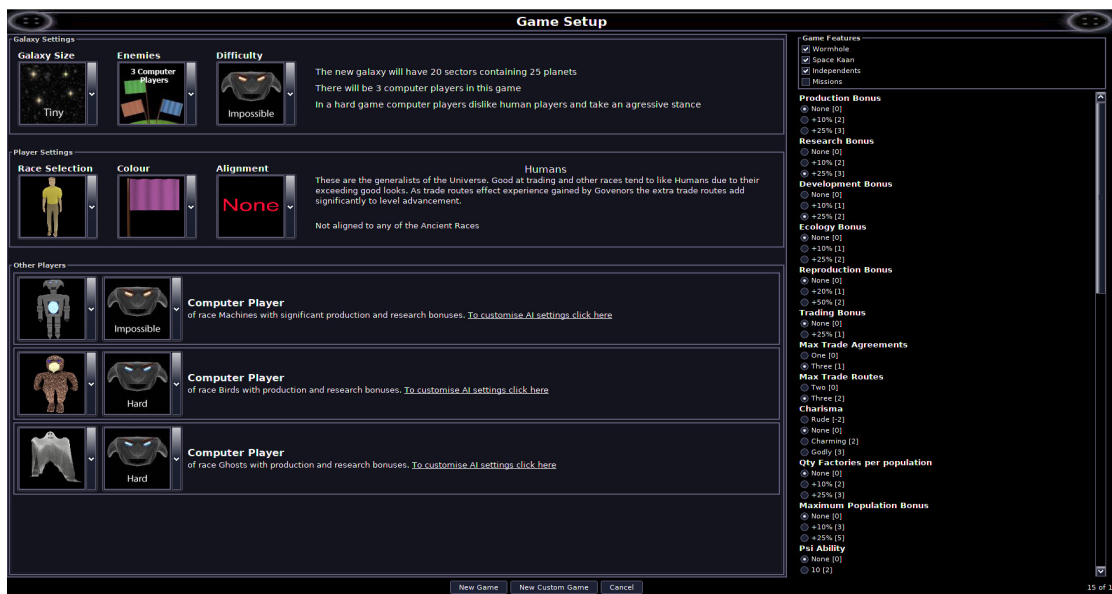 Game Setup
Galaxy Settings
Galaxy Size
Enemies
Difficulty
Tiny
3 Computer
Players
Impossible
The new galaxy will have 20 sectors containing 25 planets
There will be 3 computer players in this game
In a hard game computer players dislike human players and take an agressive stance
Player Settings
Race Selection
Colour
Alignment
None
Humans
These are the generalists of the Universe. Good at trading and other races tend to like Humans due to their
exceeding good looks. As trade routes effect experience gained by Govenors the extra trade routes add
significantly to level advancement.
Not aligned to any of the Ancient Races
Other Players
Impossible
Computer Player
of race Machines with significant production and research bonuses. To customise AI settings click here
Hard
Computer Player
of race Birds with production and research bonuses. To customise AI settings click here
Hard
Computer Player
of race Ghosts with production and research bonuses. To customise AI settings click here
Game Features
Wormhole
Space Kaan
Independents
Missions
Production Bonus
None [0]
+10% [2]
+25% [3]
Research Bonus
None [0]
+10% [2]
+25% [3]
Development Bonus
None [0]
+10% [1]
+25% [2]
Ecology Bonus
None [0]
+10% [1]
+25% [2]
Reproduction Bonus
None [0]
+20% [1]
+50% [2]
Trading Bonus
None [0]
+25% [1]
Max Trade Agreements
One [0]
Three [1]
Max Trade Routes
Two [0]
Three [2]
Charisma
Rude [-2]
None [0]
Charming [2]
Godly [3]
Qty Factories per population
None [0]
+10% [2]
+25% [3]
Maximum Population Bonus
None [0]
+10% [3]
+25% [5]
Psi Ability
None [0]
10 [2]
New Game
New Custom Game
Cancel
15 of